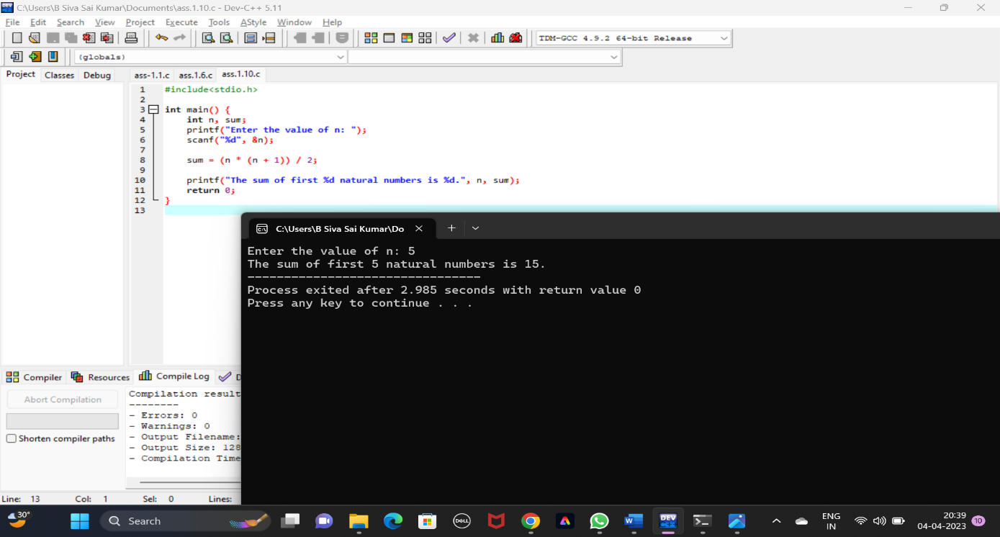 C:\Users\B Siva Sai Kumar\Documents\ass.1.10.c - Dev-C++ 5.11
File Edit Search View Project Execute Tools AStyle Window Help
TDM-GCC 4.9.2 64-bit Release
(globals)
Project Classes Debug
ass-1.1.c ass.1.6.c ass.1.10.c
1 #include<stdio.h>
2
3 int main() {
4 int n, sum;
5 printf("Enter the value of n: ");
6 scanf("%d", &n);
7
8 sum = (n * (n + 1)) / 2;
9
10 printf("The sum of first %d natural numbers is %d.", n, sum);
11 return 0;
12 }
13
C:\Users\B Siva Sai Kumar\Do
Enter the value of n: 5
The sum of first 5 natural numbers is 15.
--------------------------------
Process exited after 2.985 seconds with return value 0
Press any key to continue . . .
Compiler Resources Compile Log D
Abort Compilation
Shorten compiler paths
Compilation result
--------
- Errors: 0
- Warnings: 0
- Output Filename:
- Output Size: 128
- Compilation Time
Line: 13 Col: 1 Sel: 0 Lines:
30°
Search
DELL
DEV
ENG
IN
20:39
04-04-2023
10